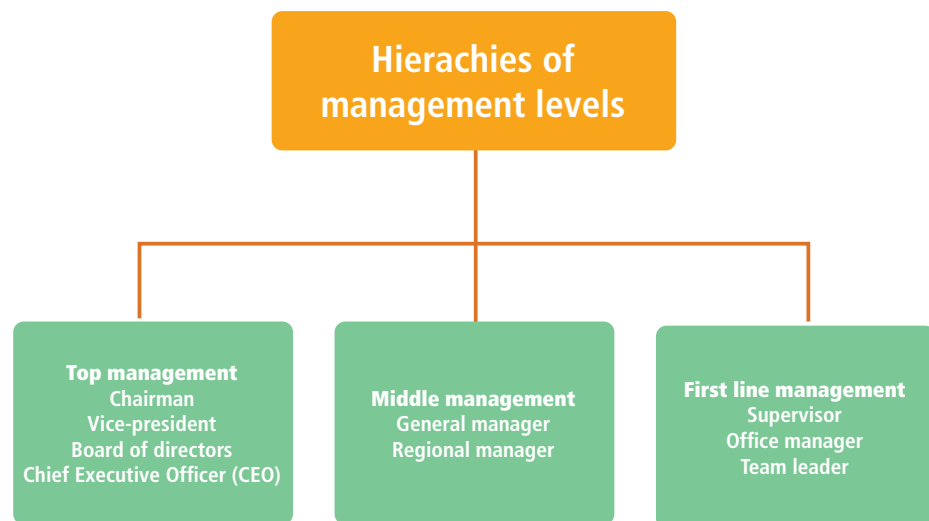 Hierachies of
management levels
Top management
Chairman
Vice-president
Board of directors
Chief Executive Officer (CEO)
Middle management
General manager
Regional manager
First line management
Supervisor
Office manager
Team leader